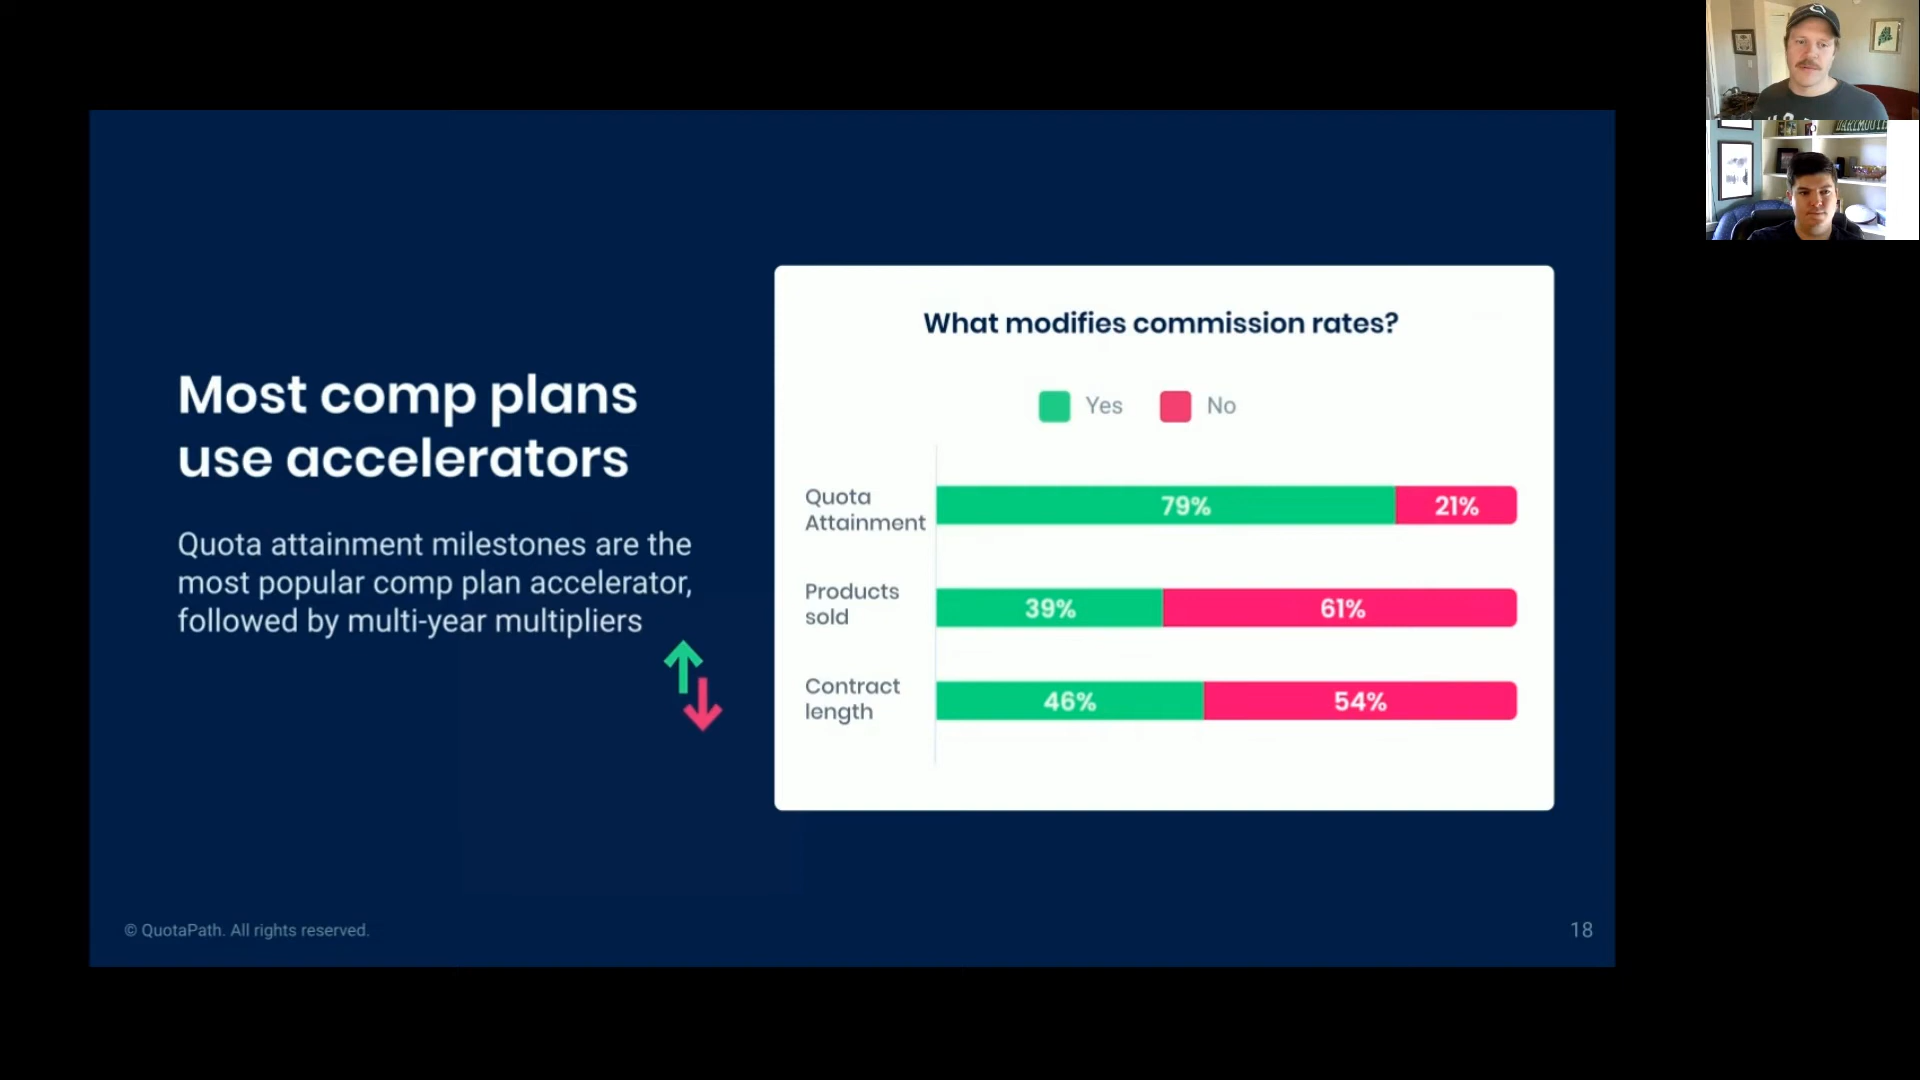 Most comp plans
use accelerators
Quota attainment milestones are the
most popular comp plan accelerator,
followed by multi-year multipliers
What modifies commission rates?
Yes No
Quota
Attainment
79% 21%
Products
sold
39% 61%
Contract
length
46% 54%
© QuotaPath. All rights reserved.
18
DARTMOUTH